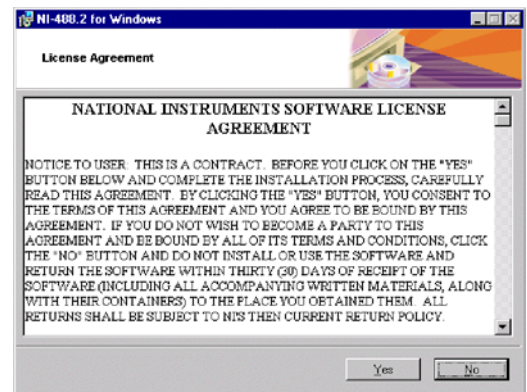 NI-488.2 for Windows
License Agreement
NATIONAL INSTRUMENTS SOFTWARE LICENSE
AGREEMENT
NOTICE TO USER: THIS IS A CONTRACT. BEFORE YOU CLICK ON THE "YES"
BUTTON BELOW AND COMPLETE THE INSTALLATION PROCESS, CAREFULLY
READ THIS AGREEMENT. BY CLICKING THE "YES" BUTTON, YOU CONSENT TO
THE TERMS OF THIS AGREEMENT AND YOU AGREE TO BE BOUND BY THIS
AGREEMENT. IF YOU DO NOT WISH TO BECOME A PARTY TO THIS
AGREEMENT AND BE BOUND BY ALL OF ITS TERMS AND CONDITIONS, CLICK
THE "NO" BUTTON AND DO NOT INSTALL OR USE THE SOFTWARE AND
RETURN THE SOFTWARE WITHIN THIRTY (30) DAYS OF RECEIPT OF THE
SOFTWARE (INCLUDING ALL ACCOMPANYING WRITTEN MATERIALS, ALONG
WITH THEIR CONTAINERS) TO THE PLACE YOU OBTAINED THEM. ALL
RETURNS SHALL BE SUBJECT TO NI'S THEN CURRENT RETURN POLICY.
Yes
No